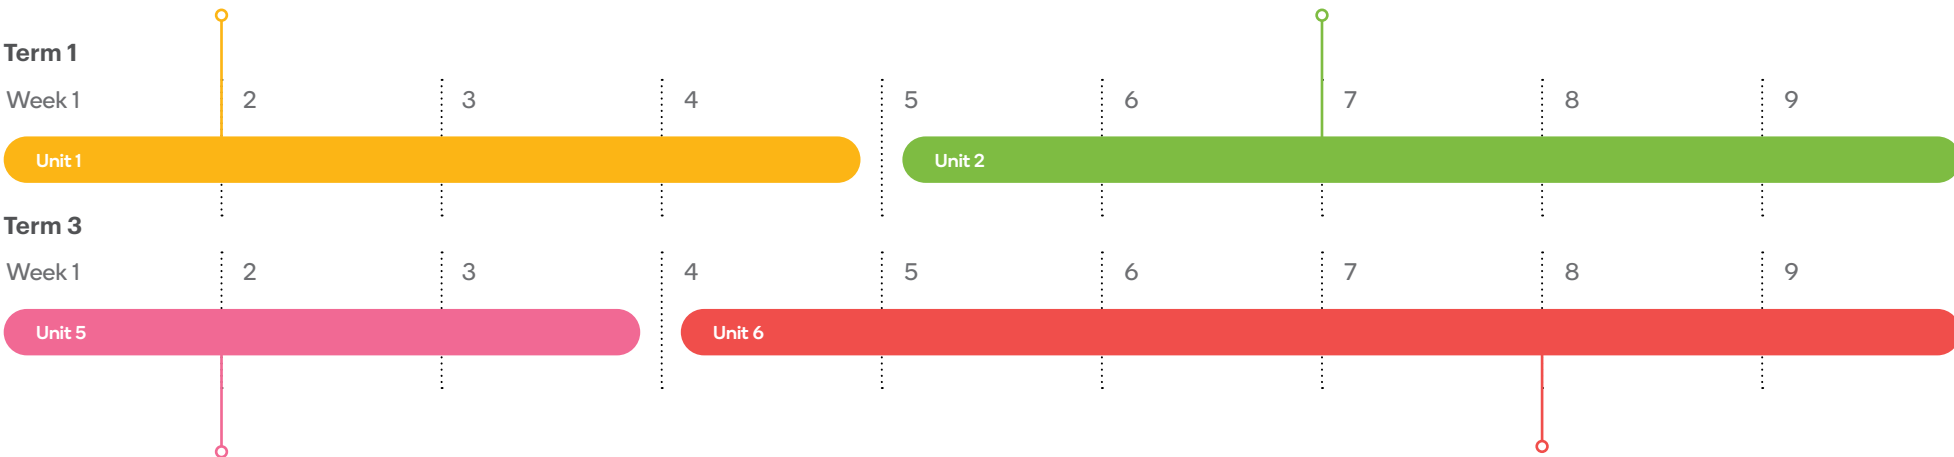 Term 1
Week 1 2 3 4 5 6 7 8 9
Unit 1 Unit 2
Term 3
Week 1 2 3 4 5 6 7 8 9
Unit 5 Unit 6